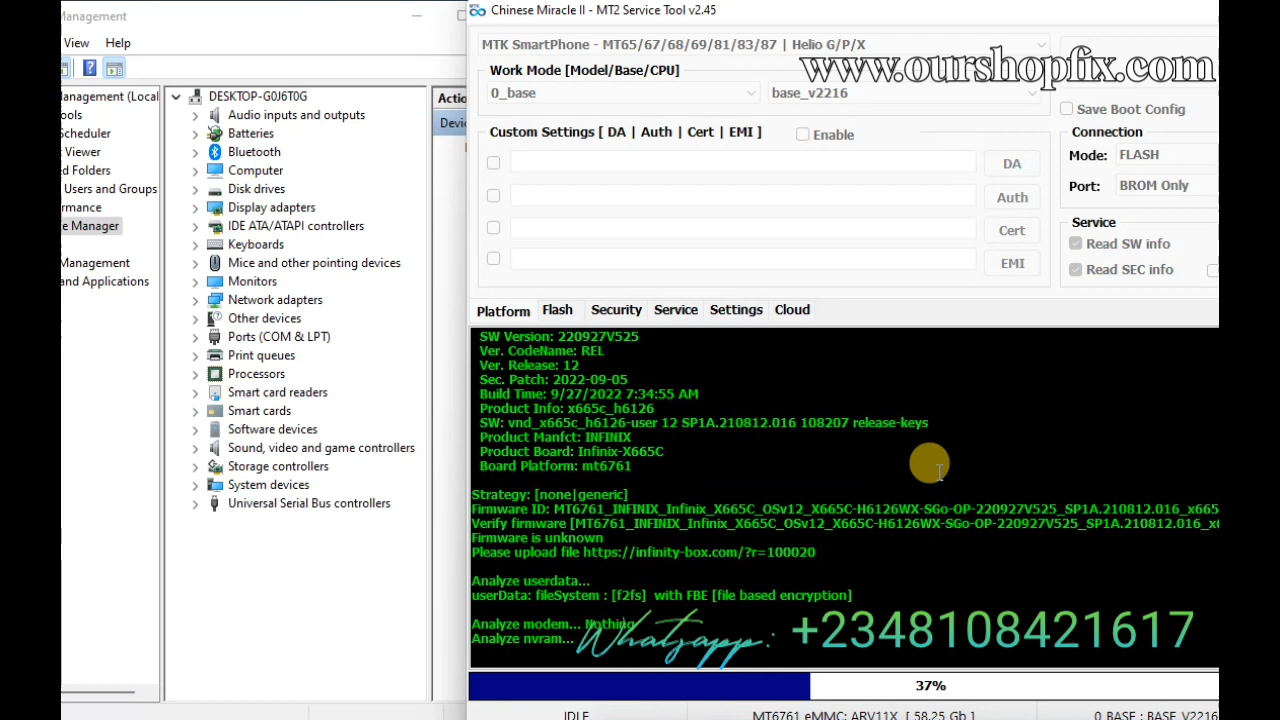 Management
View Help
anagement (Local
ools
Scheduler
Viewer
ed Folders
Users and Groups
rmance
e Manager
Management
and Applications
DESKTOP-G0J6T0G
Audio inputs and outputs
Batteries
Bluetooth
Computer
Disk drives
Display adapters
IDE ATA/ATAPI controllers
Keyboards
Mice and other pointing devices
Monitors
Network adapters
Other devices
Ports (COM & LPT)
Print queues
Processors
Smart card readers
Smart cards
Software devices
Sound, video and game controllers
Storage controllers
System devices
Universal Serial Bus controllers
Actio
Devic
Chinese Miracle II - MT2 Service Tool v2.45
MTK SmartPhone - MT65/67/68/69/81/83/87 | Helio G/P/X
www.ourshopfix.com
Work Mode [Model/Base/CPU]
0_base base_v2216
Save Boot Config
Custom Settings [ DA | Auth | Cert | EMI ] Enable
DA
Auth
Cert
EMI
Connection
Mode: FLASH
Port: BROM Only
Service
Read SW info
Read SEC info
Platform Flash Security Service Settings Cloud
SW Version: 220927V525
Ver. CodeName: REL
Ver. Release: 12
Sec. Patch: 2022-09-05
Build Time: 9/27/2022 7:34:55 AM
Product Info: x665c_h6126
SW: vnd_x665c_h6126-user 12 SP1A.210812.016 108207 release-keys
Product Manfct: INFINIX
Product Board: Infinix-X665C
Board Platform: mt6761
Strategy: [none|generic]
Firmware ID: MT6761_INFINIX_Infinix_X665C_OSv12_X665C-H6126WX-SGo-OP-220927V525_SP1A.210812.016_x665
Verify firmware [MT6761_INFINIX_Infinix_X665C_OSv12_X665C-H6126WX-SGo-OP-220927V525_SP1A.210812.016_x
Firmware is unknown
Please upload file https://infinity-box.com/?r=100020
Analyze userdata...
userData: fileSystem : [f2fs] with FBE [file based encryption]
Analyze modem... Nothing
Analyze nvram...
Whatsapp: +2348108421617
37%
IDLE MT6761 eMMC: ARV11X [ 58.25 Gb ] 0_BASE : BASE_V2216